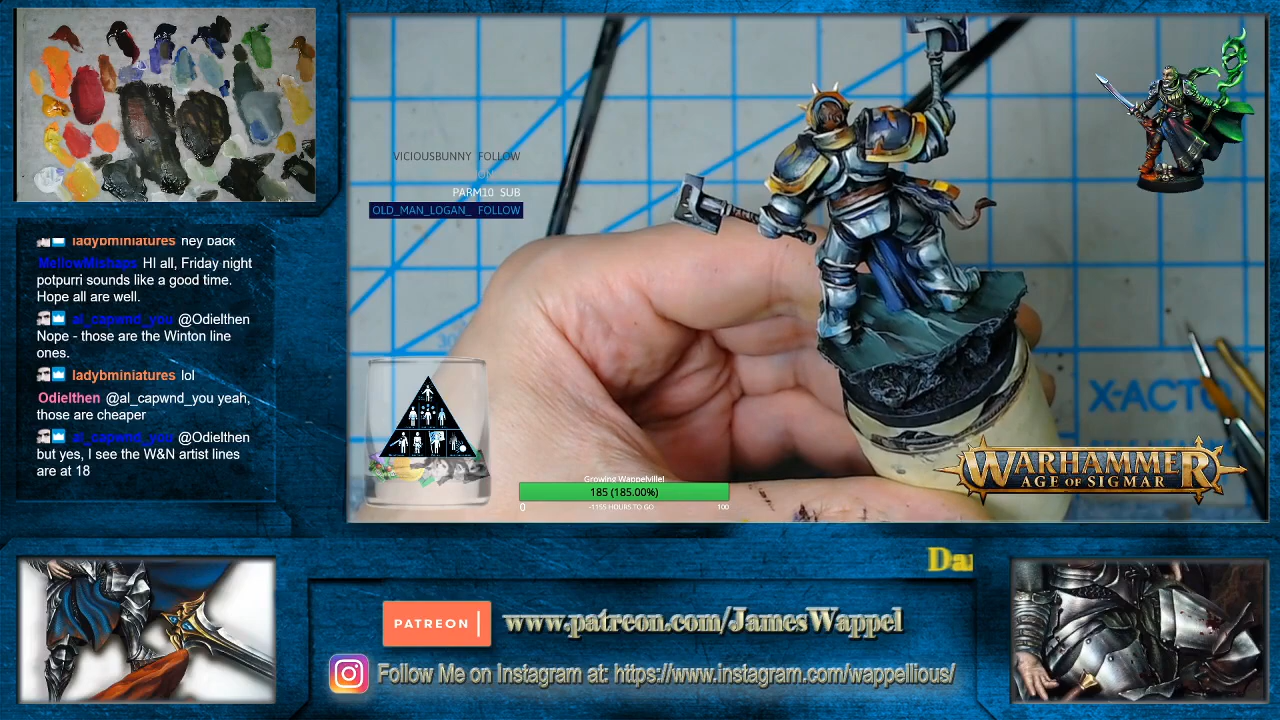 ladybminiatures hey back
MellowMishaps HI all, Friday night
potpurri sounds like a good time.
Hope all are well.
al_capwnd_you @Odielthen
Nope - those are the Winton line
ones.
ladybminiatures lol
Odielthen @al_capwnd_you yeah,
those are cheaper
al_capwnd_you @Odielthen
but yes, I see the W&N artist lines
are at 18
VICIOUSBUNNY FOLLOW
PARM10 SUB
OLD_MAN_LOGAN_ FOLLOW
X-ACTO
WARHAMMER
AGE OF SIGMAR
Growing Wappelville!
185 (185.00%)
0
-1155 HOURS TO GO
100
Da
PATREON
www.patreon.com/JamesWappel
Follow Me on Instagram at: https://www.instagram.com/wappellious/